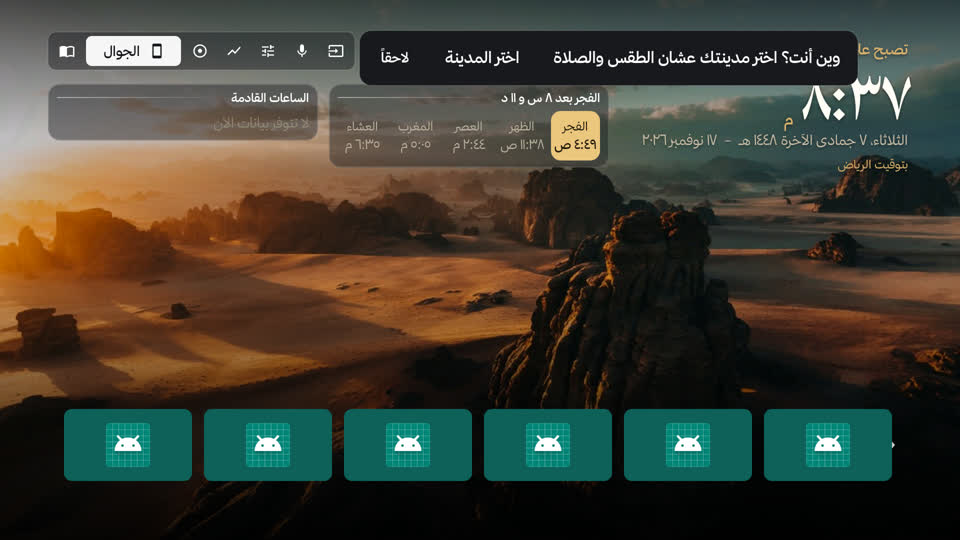 وين أنت؟ اختر مدينتك عشان الطقس والصلاة
اختر المدينة
لاحقاً
الجوال
تصبح
٨:٣٧ م
الثلاثاء، ٧ جمادى الآخرة ١٤٤٨ هـ – ١٧ نوفمبر ٢٠٢٦
بتوقيت الرياض
الفجر بعد ٨ س و ١١ د
الفجر الظهر العصر المغرب العشاء
٤:٤٩ ص ١١:٣٨ ص ٢:٤٤ م ٥:٠٥ م ٦:٣٥ م
الساعات القادمة
لا تتوفر بيانات الآن